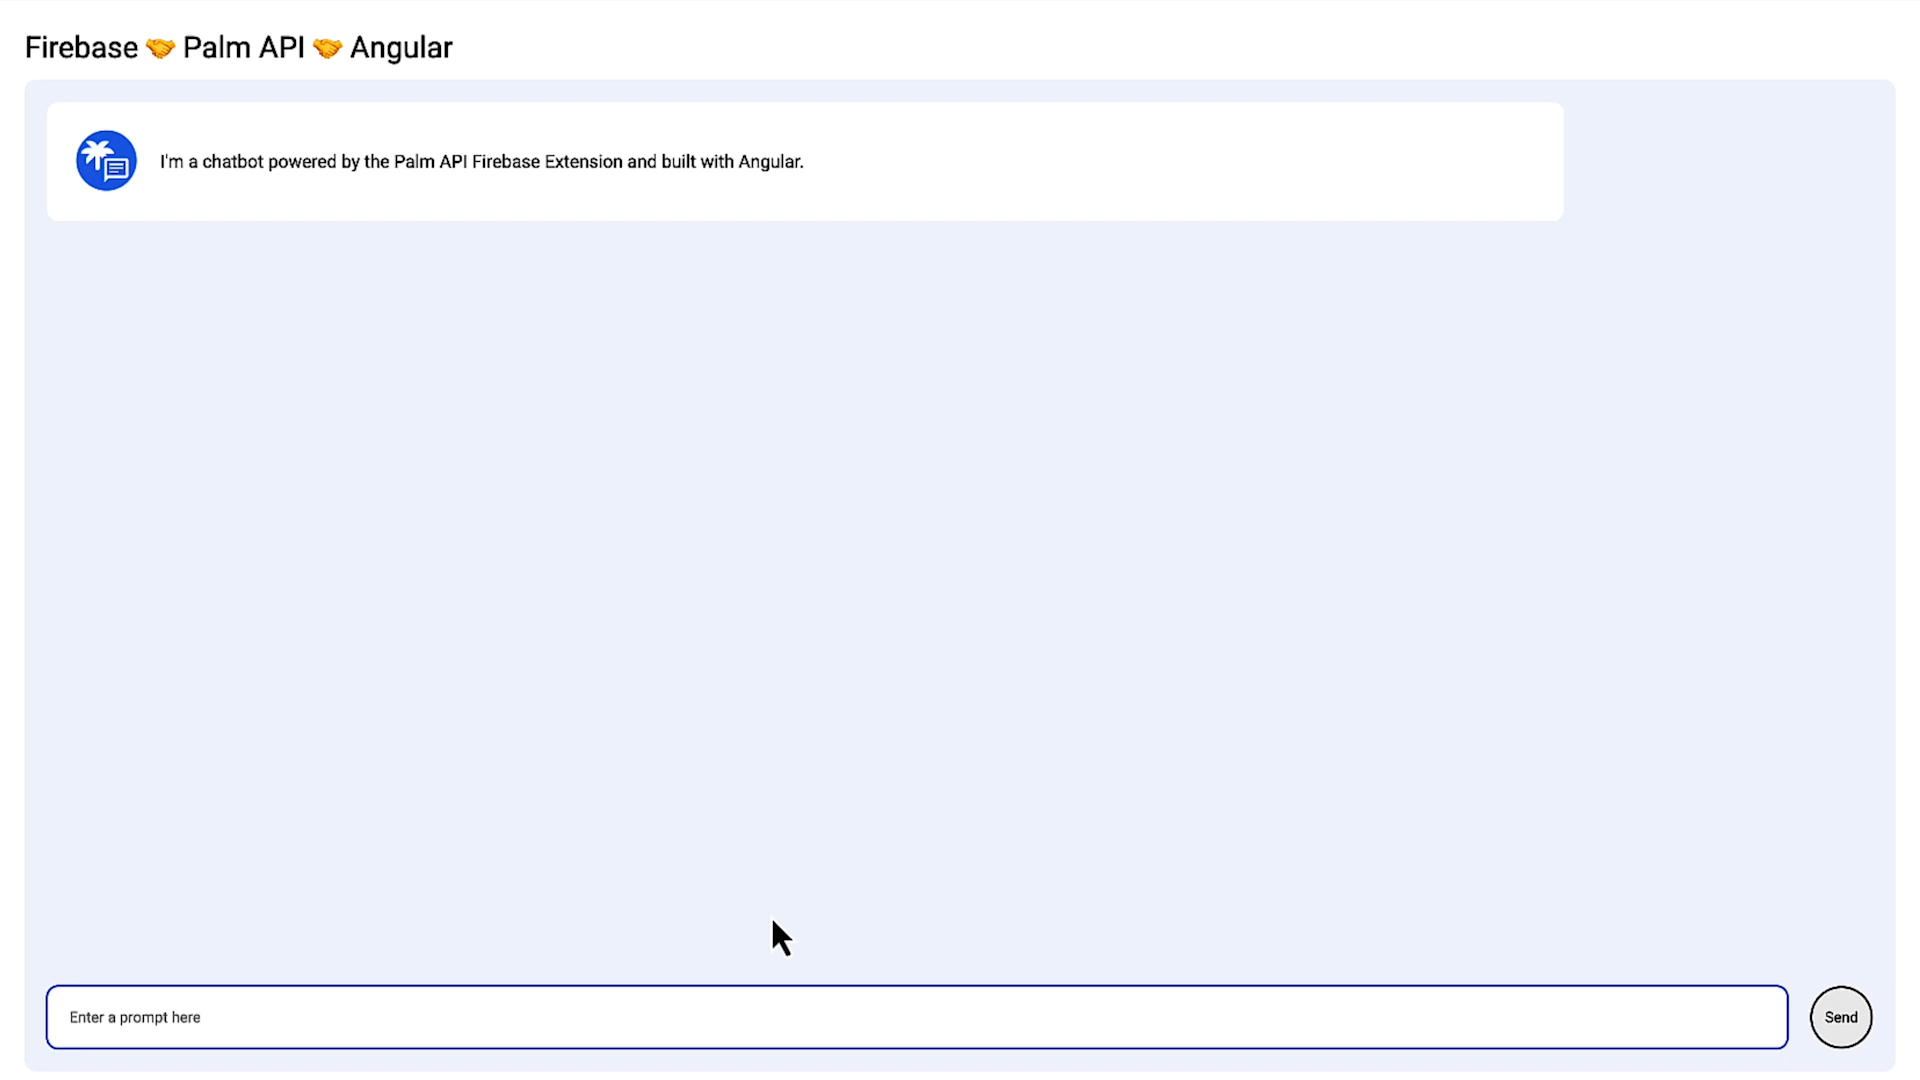 Firebase 🤝 Palm API 🤝 Angular
I'm a chatbot powered by the Palm API Firebase Extension and built with Angular.
Enter a prompt here
Send